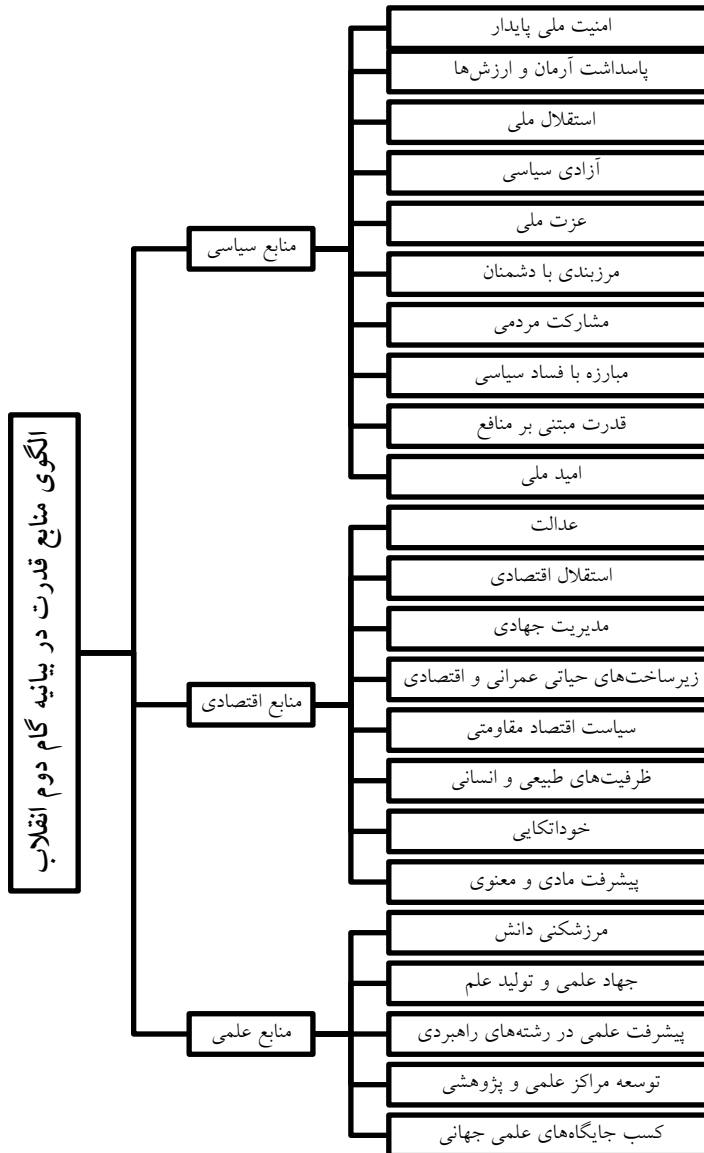 الگوی منابع قدرت در بیانیه گام دوم انقلاب
منابع سیاسی
امنیت ملی پایدار
پاسداشت آرمان و ارزش‌ها
استقلال ملی
آزادی سیاسی
عزت ملی
مرزبندی با دشمنان
مشارکت مردمی
مبارزه با فساد سیاسی
قدرت مبتنی بر منافع
امید ملی
منابع اقتصادی
عدالت
استقلال اقتصادی
مدیریت جهادی
زیرساخت‌های حیاتی عمرانی و اقتصادی
سیاست اقتصاد مقاومتی
ظرفیت‌های طبیعی و انسانی
خوداتکایی
پیشرفت مادی و معنوی
منابع علمی
مرزشکنی دانش
جهاد علمی و تولید علم
پیشرفت علمی در رشته‌های راهبردی
توسعه مراکز علمی و پژوهشی
کسب جایگاه‌های علمی جهانی